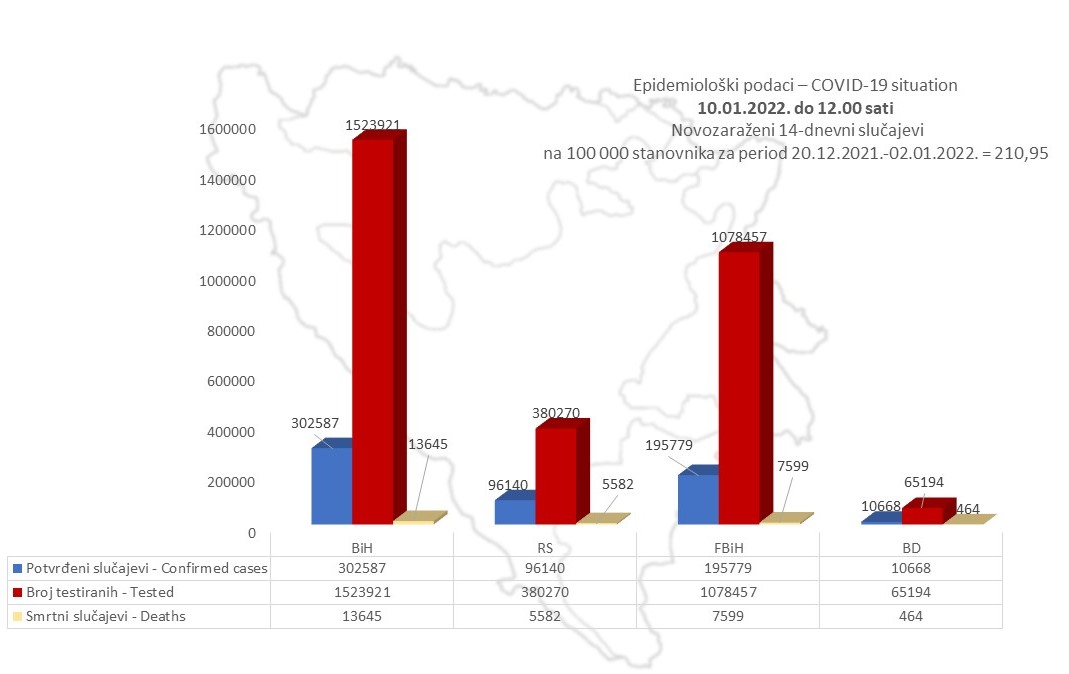 Epidemiološki podaci – COVID-19 situation
10.01.2022. do 12.00 sati
Novozaraženi 14-dnevni slučajevi
na 100 000 stanovnika za period 20.12.2021.-02.01.2022. = 210,95
1600000
1400000
1200000
1000000
800000
600000
400000
200000
0
302587
1523921
13645
96140
380270
5582
195779
1078457
7599
10668
65194
464
BiH RS FBiH BD
Potvrđeni slučajevi - Confirmed cases 302587 96140 195779 10668
Broj testiranih - Tested 1523921 380270 1078457 65194
Smrtni slučajevi - Deaths 13645 5582 7599 464